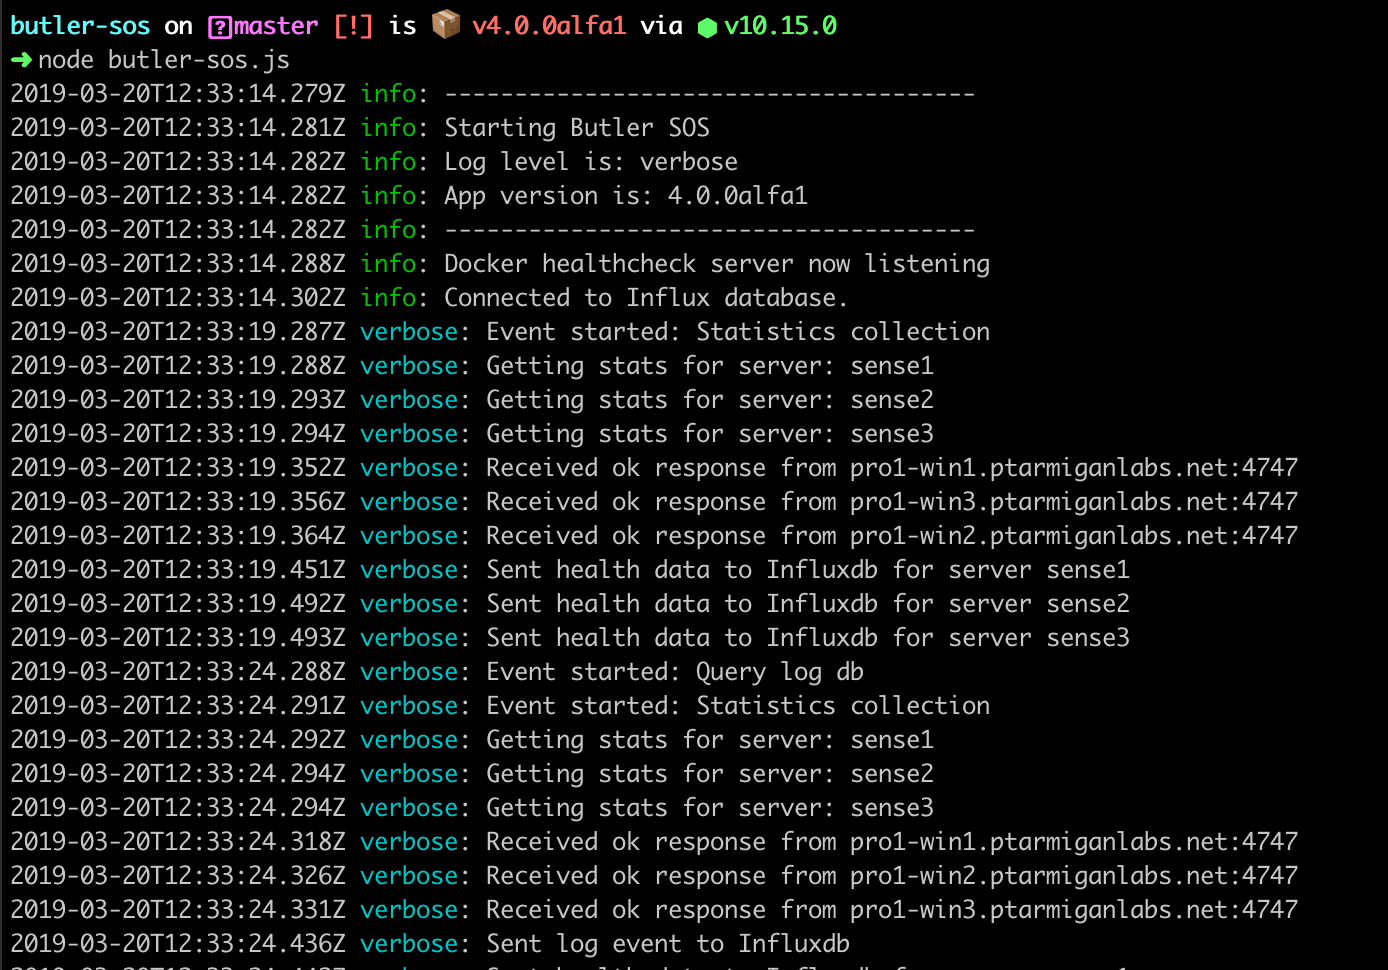 butler-sos on master [!] is 📦 v4.0.0alfa1 via ⬢ v10.15.0
➜ node butler-sos.js
2019-03-20T12:33:14.279Z info: --------------------------------------
2019-03-20T12:33:14.281Z info: Starting Butler SOS
2019-03-20T12:33:14.282Z info: Log level is: verbose
2019-03-20T12:33:14.282Z info: App version is: 4.0.0alfa1
2019-03-20T12:33:14.282Z info: --------------------------------------
2019-03-20T12:33:14.288Z info: Docker healthcheck server now listening
2019-03-20T12:33:14.302Z info: Connected to Influx database.
2019-03-20T12:33:19.287Z verbose: Event started: Statistics collection
2019-03-20T12:33:19.288Z verbose: Getting stats for server: sense1
2019-03-20T12:33:19.293Z verbose: Getting stats for server: sense2
2019-03-20T12:33:19.294Z verbose: Getting stats for server: sense3
2019-03-20T12:33:19.352Z verbose: Received ok response from pro1-win1.ptarmiganlabs.net:4747
2019-03-20T12:33:19.356Z verbose: Received ok response from pro1-win3.ptarmiganlabs.net:4747
2019-03-20T12:33:19.364Z verbose: Received ok response from pro1-win2.ptarmiganlabs.net:4747
2019-03-20T12:33:19.451Z verbose: Sent health data to Influxdb for server sense1
2019-03-20T12:33:19.492Z verbose: Sent health data to Influxdb for server sense2
2019-03-20T12:33:19.493Z verbose: Sent health data to Influxdb for server sense3
2019-03-20T12:33:24.288Z verbose: Event started: Query log db
2019-03-20T12:33:24.291Z verbose: Event started: Statistics collection
2019-03-20T12:33:24.292Z verbose: Getting stats for server: sense1
2019-03-20T12:33:24.294Z verbose: Getting stats for server: sense2
2019-03-20T12:33:24.294Z verbose: Getting stats for server: sense3
2019-03-20T12:33:24.318Z verbose: Received ok response from pro1-win1.ptarmiganlabs.net:4747
2019-03-20T12:33:24.326Z verbose: Received ok response from pro1-win2.ptarmiganlabs.net:4747
2019-03-20T12:33:24.331Z verbose: Received ok response from pro1-win3.ptarmiganlabs.net:4747
2019-03-20T12:33:24.436Z verbose: Sent log event to Influxdb